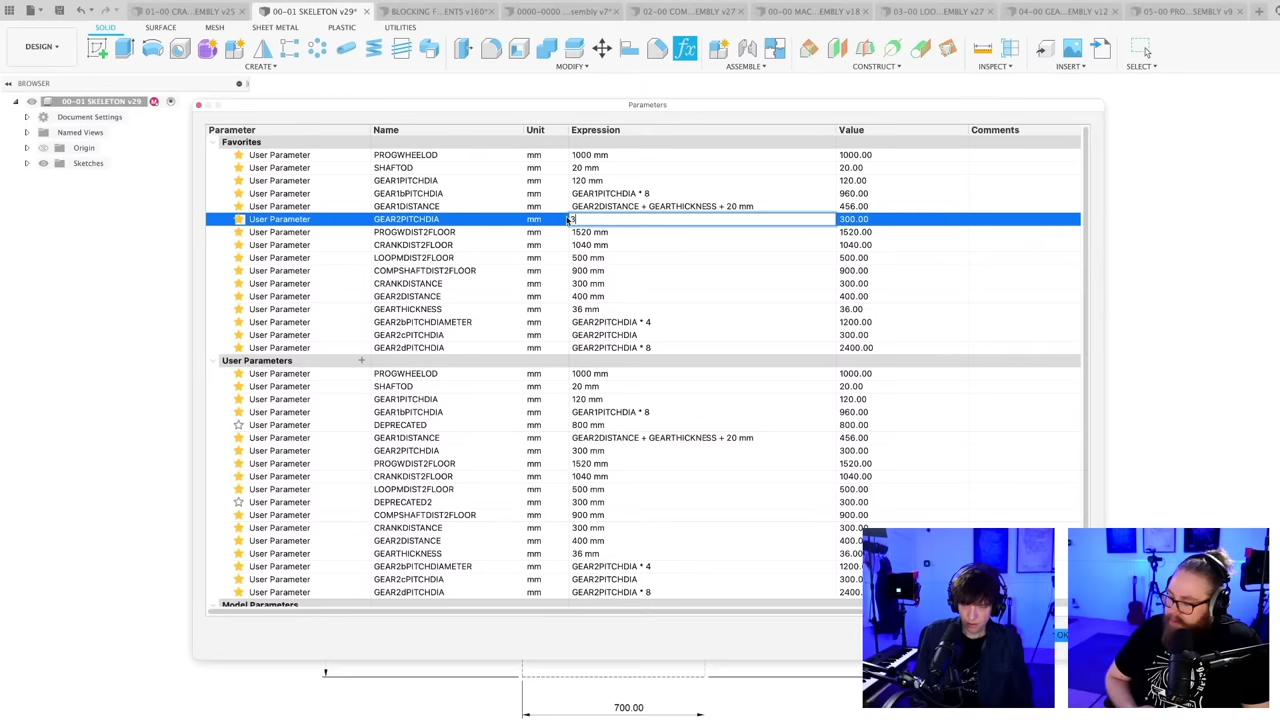 01-00 CRA...EMBLY v25
00-01 SKELETON v29*
BLOCKING F...ENTS v160*
0000-0000 ...sembly v7*
02-00 COM...EMBLY v27
00-00 MAC...EMBLY v18
03-00 LOO...EMBLY v27
04-00 GEA...EMBLY v12
05-00 PRO...SEMBLY v9
SOLID SURFACE MESH SHEET METAL PLASTIC UTILITIES
DESIGN
fx
CREATE MODIFY ASSEMBLE CONSTRUCT INSPECT INSERT SELECT
BROWSER
00-01 SKELETON v29
Document Settings
Named Views
Origin
Sketches
Parameters
Parameter Name Unit Expression Value Comments
Favorites
User Parameter PROGWHEELOD mm 1000 mm 1000.00
User Parameter SHAFTOD mm 20 mm 20.00
User Parameter GEAR1PITCHDIA mm 120 mm 120.00
User Parameter GEAR1bPITCHDIA mm GEAR1PITCHDIA * 8 960.00
User Parameter GEAR1DISTANCE mm GEAR2DISTANCE + GEARTHICKNESS + 20 mm 456.00
User Parameter GEAR2PITCHDIA mm 3 300.00
User Parameter PROGWDIST2FLOOR mm 1520 mm 1520.00
User Parameter CRANKDIST2FLOOR mm 1040 mm 1040.00
User Parameter LOOPMDIST2FLOOR mm 500 mm 500.00
User Parameter COMPSHAFTDIST2FLOOR mm 900 mm 900.00
User Parameter CRANKDISTANCE mm 300 mm 300.00
User Parameter GEAR2DISTANCE mm 400 mm 400.00
User Parameter GEARTHICKNESS mm 36 mm 36.00
User Parameter GEAR2bPITCHDIAMETER mm GEAR2PITCHDIA * 4 1200.00
User Parameter GEAR2cPITCHDIA mm GEAR2PITCHDIA 300.00
User Parameter GEAR2dPITCHDIA mm GEAR2PITCHDIA * 8 2400.00
User Parameters +
User Parameter PROGWHEELOD mm 1000 mm 1000.00
User Parameter SHAFTOD mm 20 mm 20.00
User Parameter GEAR1PITCHDIA mm 120 mm 120.00
User Parameter GEAR1bPITCHDIA mm GEAR1PITCHDIA * 8 960.00
User Parameter DEPRECATED mm 800 mm 800.00
User Parameter GEAR1DISTANCE mm GEAR2DISTANCE + GEARTHICKNESS + 20 mm 456.00
User Parameter GEAR2PITCHDIA mm 300 mm 300.00
User Parameter PROGWDIST2FLOOR mm 1520 mm 1520.00
User Parameter CRANKDIST2FLOOR mm 1040 mm 1040.00
User Parameter LOOPMDIST2FLOOR mm 500 mm 500.00
User Parameter DEPRECATED2 mm 300 mm 300.00
User Parameter COMPSHAFTDIST2FLOOR mm 900 mm 900.00
User Parameter CRANKDISTANCE mm 300 mm 300.0
User Parameter GEAR2DISTANCE mm 400 mm 400.0
User Parameter GEARTHICKNESS mm 36 mm 36.00
User Parameter GEAR2bPITCHDIAMETER mm GEAR2PITCHDIA * 4 1200.
User Parameter GEAR2cPITCHDIA mm GEAR2PITCHDIA 300.0
User Parameter GEAR2dPITCHDIA mm GEAR2PITCHDIA * 8 2400.
Model Parameters
OK
700.00